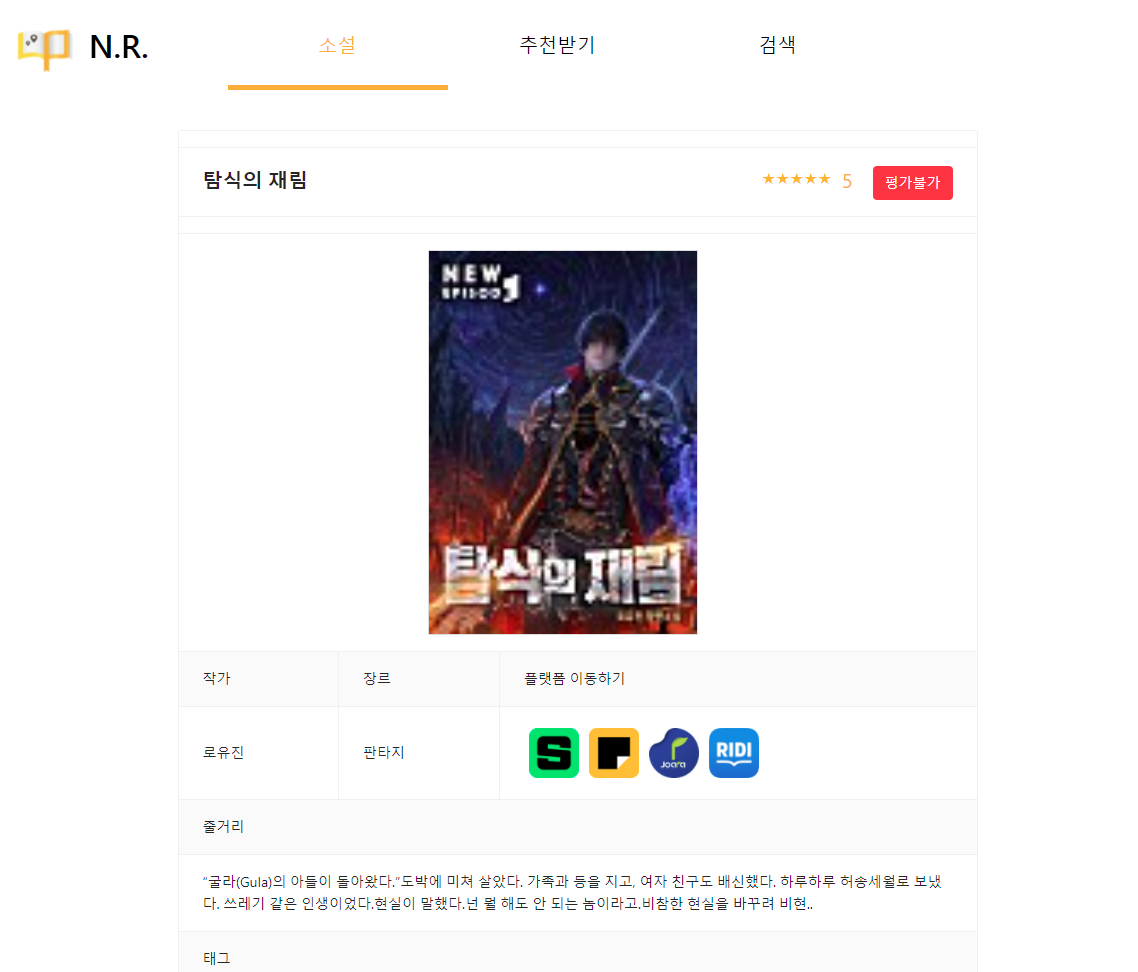 N.R.
소설 추천받기 검색
탐식의 재림
★★★★★ 5 평가불가
NEW
EPISOD
탐식의 재림
작가 장르 플랫폼 이동하기
로유진 판타지
S Joara RIDI
줄거리
“굴라(Gula)의 아들이 돌아왔다.”도박에 미쳐 살았다. 가족과 등을 지고, 여자 친구도 배신했다. 하루하루 허송세월로 보냈
다. 쓰레기 같은 인생이었다.현실이 말했다.넌 뭘 해도 안 되는 놈이라고.비참한 현실을 바꾸려 비현..
태그